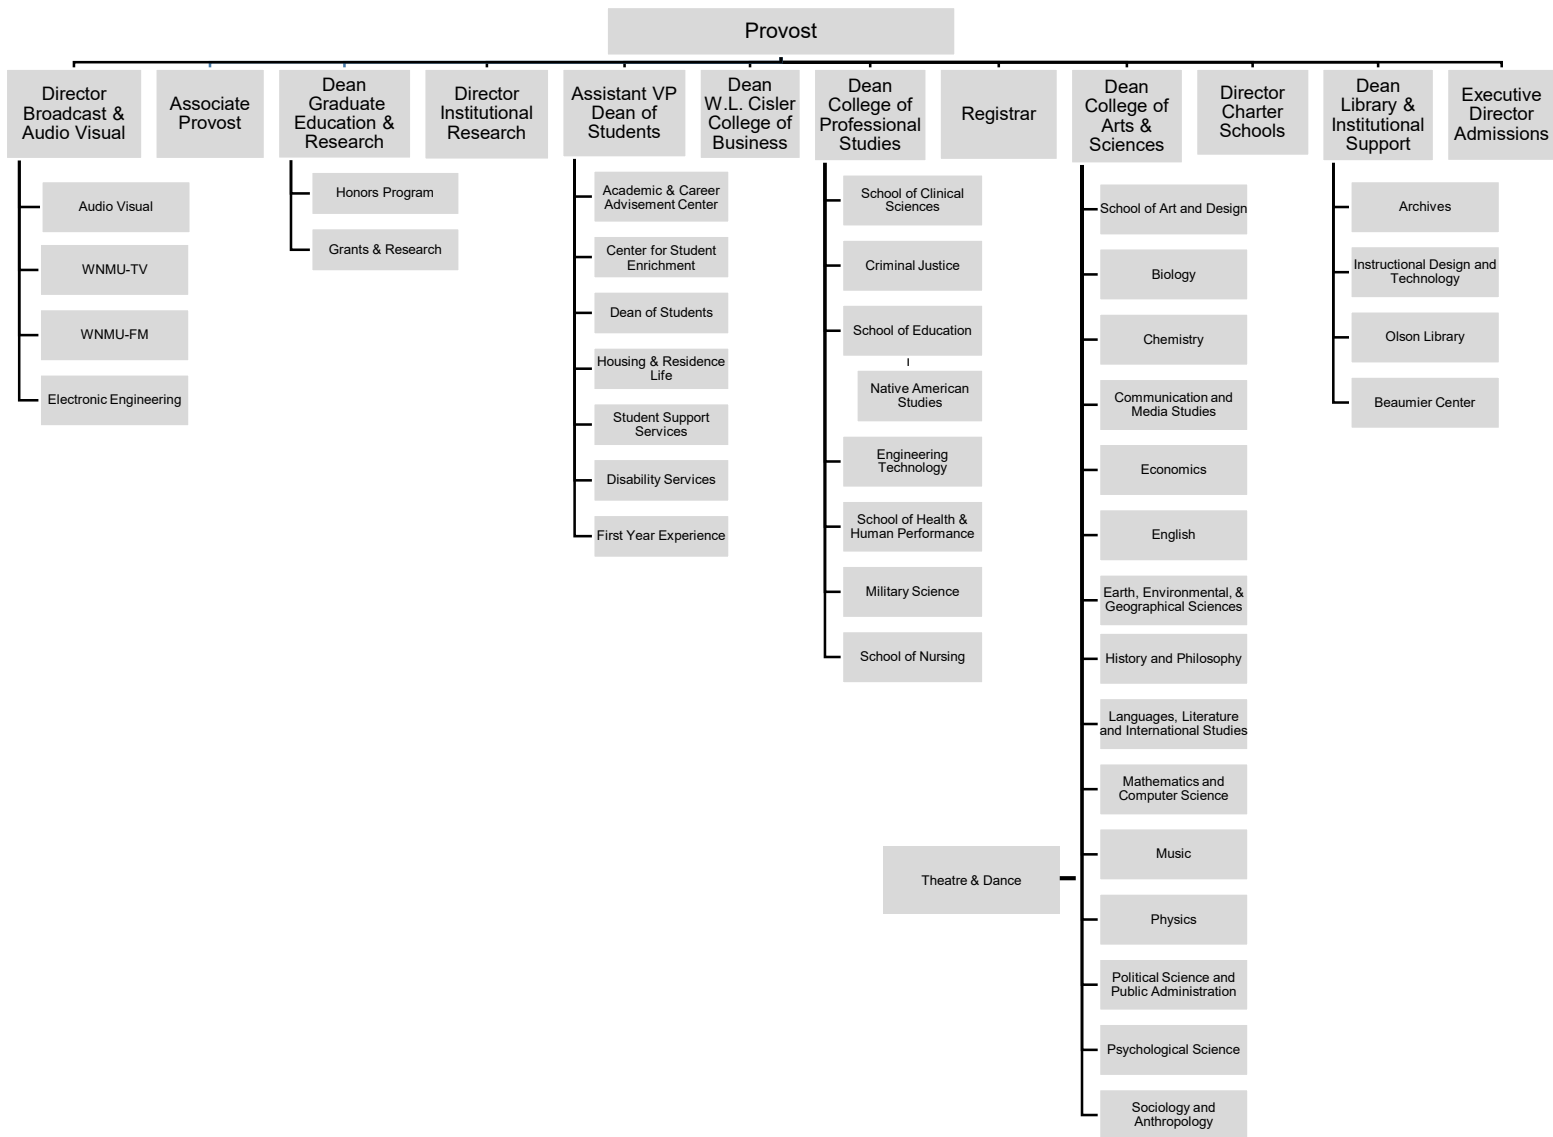 Provost
Director
Broadcast &
Audio Visual
Associate
Provost
Dean
Graduate
Education &
Research
Director
Institutional
Research
Assistant VP
Dean of
Students
Dean
W.L. Cisler
College of
Business
Dean
College of
Professional
Studies
Registrar
Dean
College of
Arts &
Sciences
Director
Charter
Schools
Dean
Library &
Institutional
Support
Executive
Director
Admissions
Audio Visual
WNMU-TV
WNMU-FM
Electronic Engineering
Honors Program
Grants & Research
Academic & Career
Advisement Center
Center for Student
Enrichment
Dean of Students
Housing & Residence
Life
Student Support
Services
Disability Services
First Year Experience
School of Clinical
Sciences
Criminal Justice
School of Education
Native American
Studies
Engineering
Technology
School of Health &
Human Performance
Military Science
School of Nursing
School of Art and Design
Biology
Chemistry
Communication and
Media Studies
Economics
English
Earth, Environmental, &
Geographical Sciences
History and Philosophy
Languages, Literature
and International Studies
Mathematics and
Computer Science
Music
Theatre & Dance
Physics
Political Science and
Public Administration
Psychological Science
Sociology and
Anthropology
Archives
Instructional Design and
Technology
Olson Library
Beaumier Center